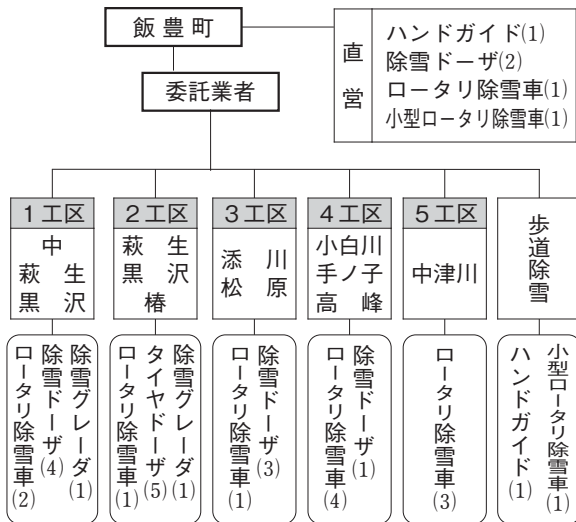 飯豊町
委託業者
直営
ハンドガイド(1)
除雪ドーザ(2)
ロータリ除雪車(1)
小型ロータリ除雪車(1)
1工区
中
萩生
黒沢
除雪グレーダ(1)
除雪ドーザ(4)
ロータリ除雪車(2)
2工区
萩生
黒沢
椿
除雪グレーダ(1)
タイヤドーザ(5)
ロータリ除雪車(1)
3工区
添川
松原
除雪ドーザ(3)
ロータリ除雪車(1)
4工区
小白川
手ノ子
高峰
除雪ドーザ(1)
ロータリ除雪車(4)
5工区
中津川
ロータリ除雪車(3)
歩道除雪
小型ロータリ除雪車(1)
ハンドガイド(1)